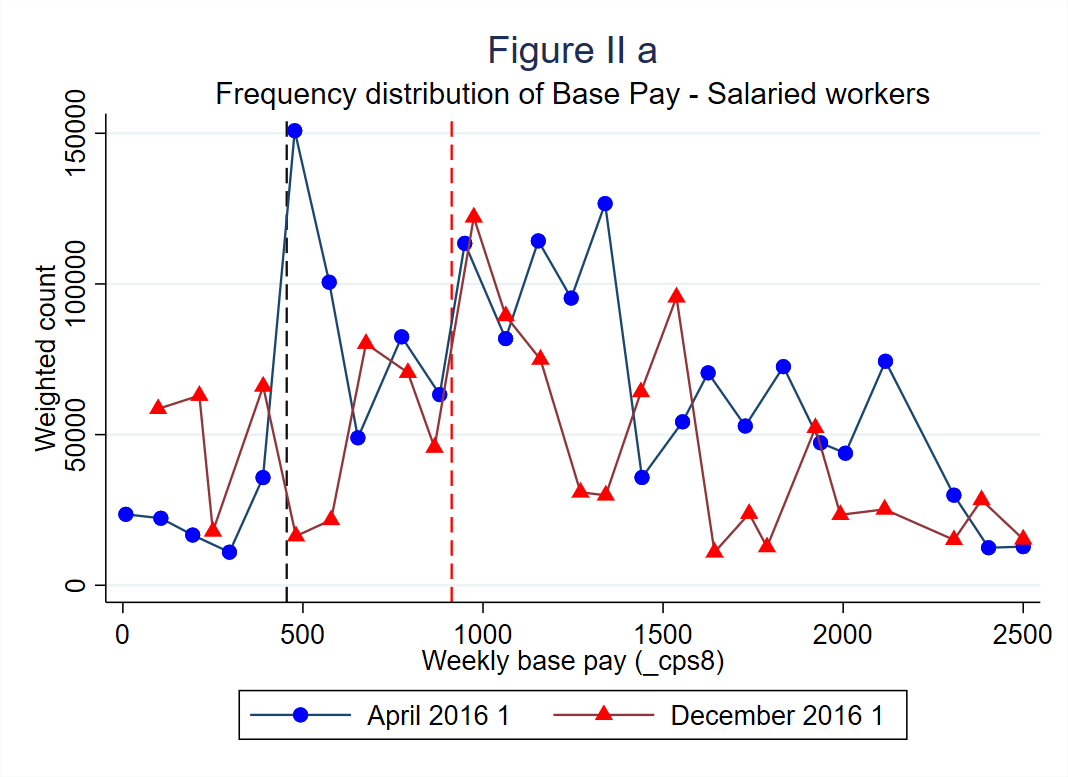 Figure II a
Frequency distribution of Base Pay - Salaried workers
Weighted count
150000
100000
50000
0
0 500 1000 1500 2000 2500
Weekly base pay (_cps8)
April 2016 1 December 2016 1